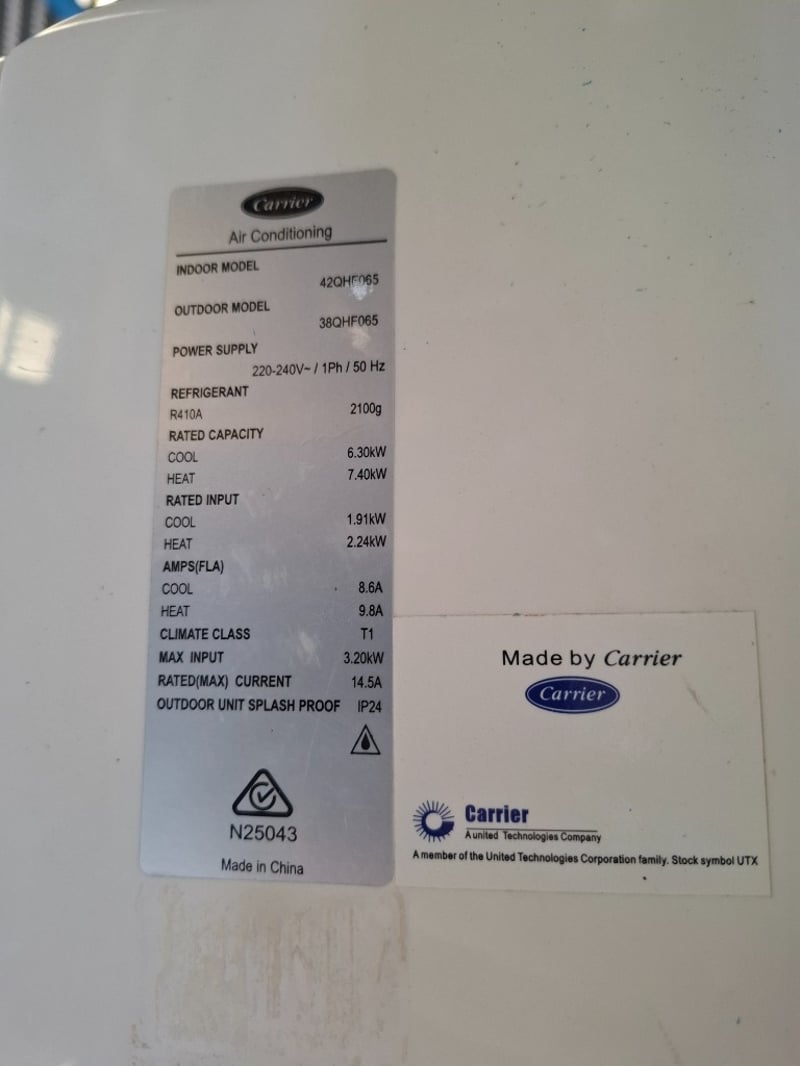 Carrier
Air Conditioning
INDOOR MODEL
42QHF065
OUTDOOR MODEL
38QHF065
POWER SUPPLY
220-240V~ / 1Ph / 50 Hz
REFRIGERANT
R410A 2100g
RATED CAPACITY
COOL 6.30kW
HEAT 7.40kW
RATED INPUT
COOL 1.91kW
HEAT 2.24kW
AMPS(FLA)
COOL 8.6A
HEAT 9.8A
CLIMATE CLASS T1
MAX INPUT 3.20kW
RATED(MAX) CURRENT 14.5A
OUTDOOR UNIT SPLASH PROOF IP24
N25043
Made in China
Made by Carrier
Carrier
Carrier
A united Technologies Company
A member of the United Technologies Corporation family. Stock symbol UTX